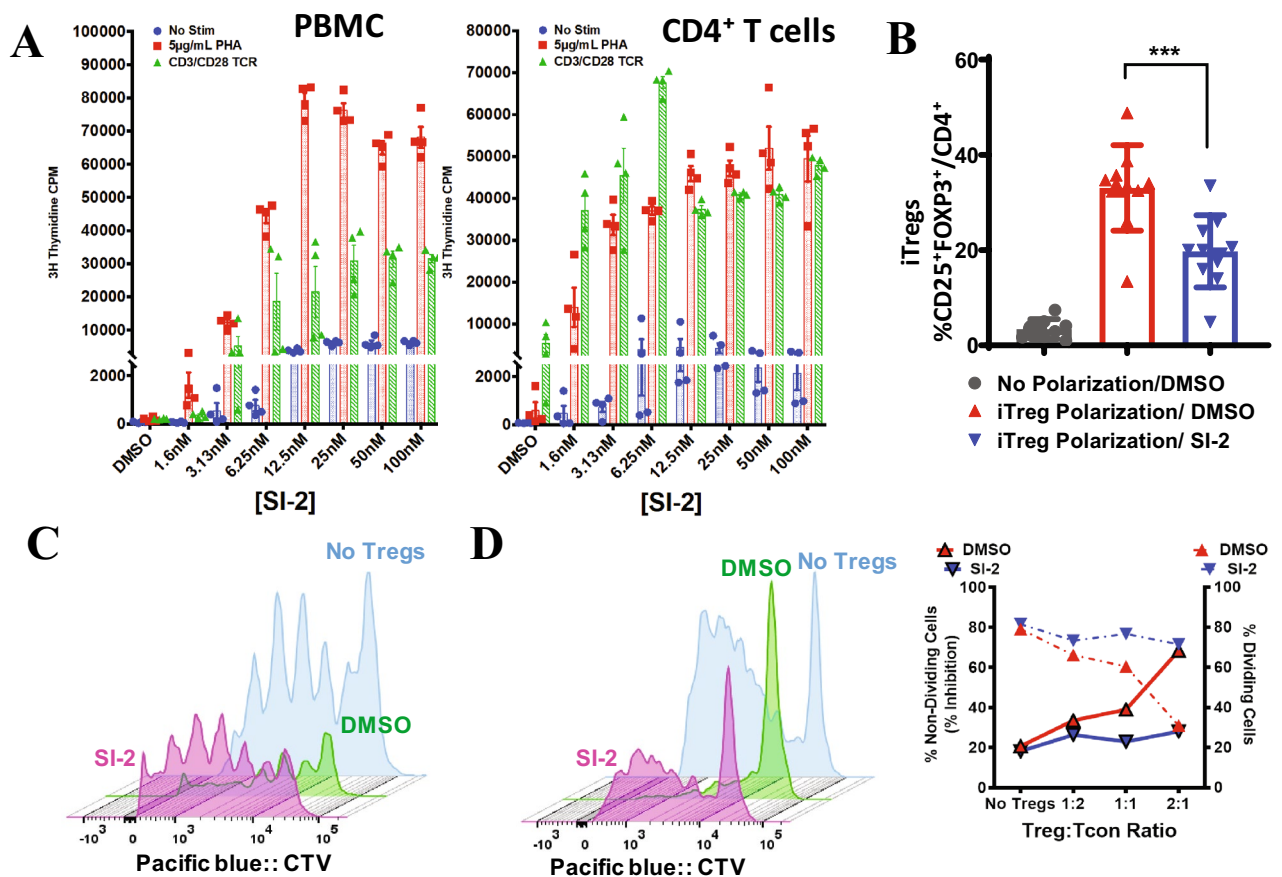 A
PBMC
No Stim
5μg/mL PHA
CD3/CD28 TCR
3H Thymidine CPM
100000
90000
80000
70000
60000
50000
40000
30000
20000
10000
2000
0
DMSO
1.6nM
3.13nM
6.25nM
12.5nM
25nM
50nM
100nM
[SI-2]
CD4+ T cells
No Stim
5μg/mL PHA
CD3/CD28 TCR
3H Thymidine CPM
80000
70000
60000
50000
40000
30000
20000
10000
2000
0
DMSO
1.6nM
3.13nM
6.25nM
12.5nM
25nM
50nM
100nM
[SI-2]
B
***
iTregs
%CD25+FOXP3+/CD4+
60
40
20
0
No Polarization/DMSO
iTreg Polarization/ DMSO
iTreg Polarization/ SI-2
C
No Tregs
DMSO
SI-2
-10³
0
10³
10⁴
10⁵
Pacific blue:: CTV
D
DMSO
No Tregs
SI-2
-10³
0
10³
10⁴
10⁵
Pacific blue:: CTV
DMSO
SI-2
DMSO
SI-2
% Non-Dividing Cells
(% Inhibition)
100
80
60
40
20
0
100
80
60
40
20
0
% Dividing Cells
No Tregs
1:2
1:1
2:1
Treg:Tcon Ratio